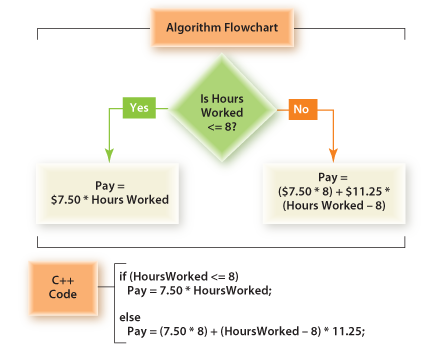 Algorithm Flowchart
Is Hours
Worked
<= 8?
Yes
No
Pay =
$7.50 * Hours Worked
Pay =
($7.50 * 8) + $11.25 *
(Hours Worked – 8)
C++
Code
if (HoursWorked <= 8)
Pay = 7.50 * HoursWorked;
else
Pay = (7.50 * 8) + (HoursWorked – 8) * 11.25;